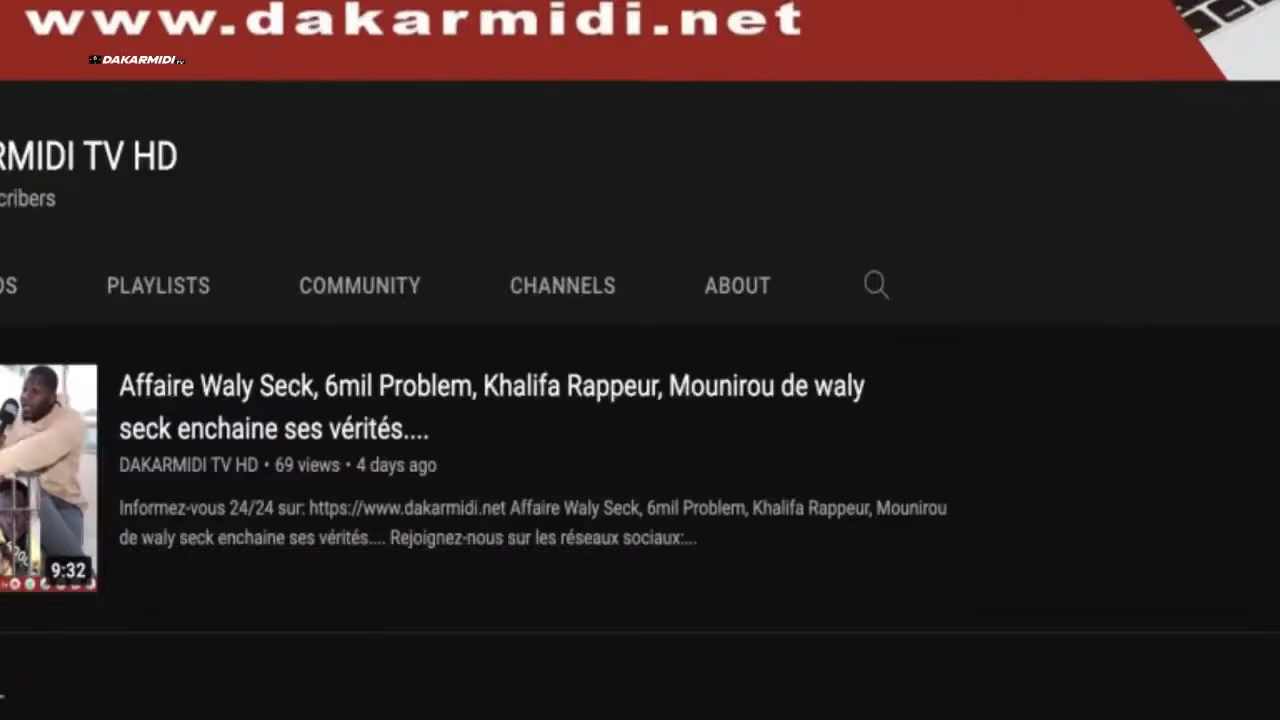 www.dakarmidi.net
DAKARMIDI TV
RMIDI TV HD
cribers
OS
PLAYLISTS
COMMUNITY
CHANNELS
ABOUT
Affaire Waly Seck, 6mil Problem, Khalifa Rappeur, Mounirou de waly
seck enchaine ses vérités....
DAKARMIDI TV HD • 69 views • 4 days ago
Informez-vous 24/24 sur: https://www.dakarmidi.net Affaire Waly Seck, 6mil Problem, Khalifa Rappeur, Mounirou
de waly seck enchaine ses vérités.... Rejoignez-nous sur les réseaux sociaux:...
9:32